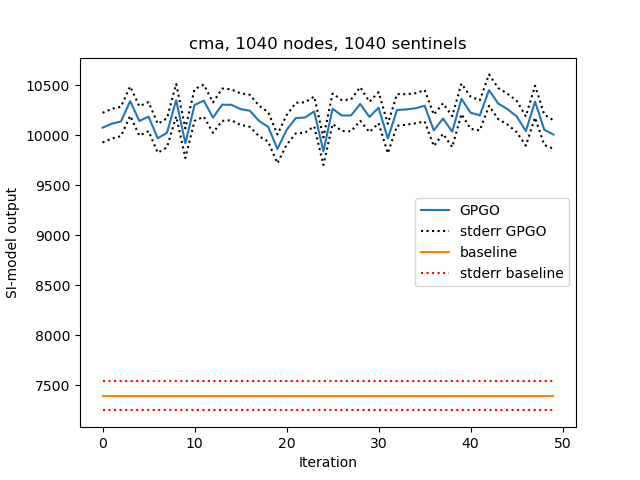 cma, 1040 nodes, 1040 sentinels
SI-model output
10500
10000
9500
9000
8500
8000
7500
GPGO
stderr GPGO
baseline
stderr baseline
0 10 20 30 40 50
Iteration